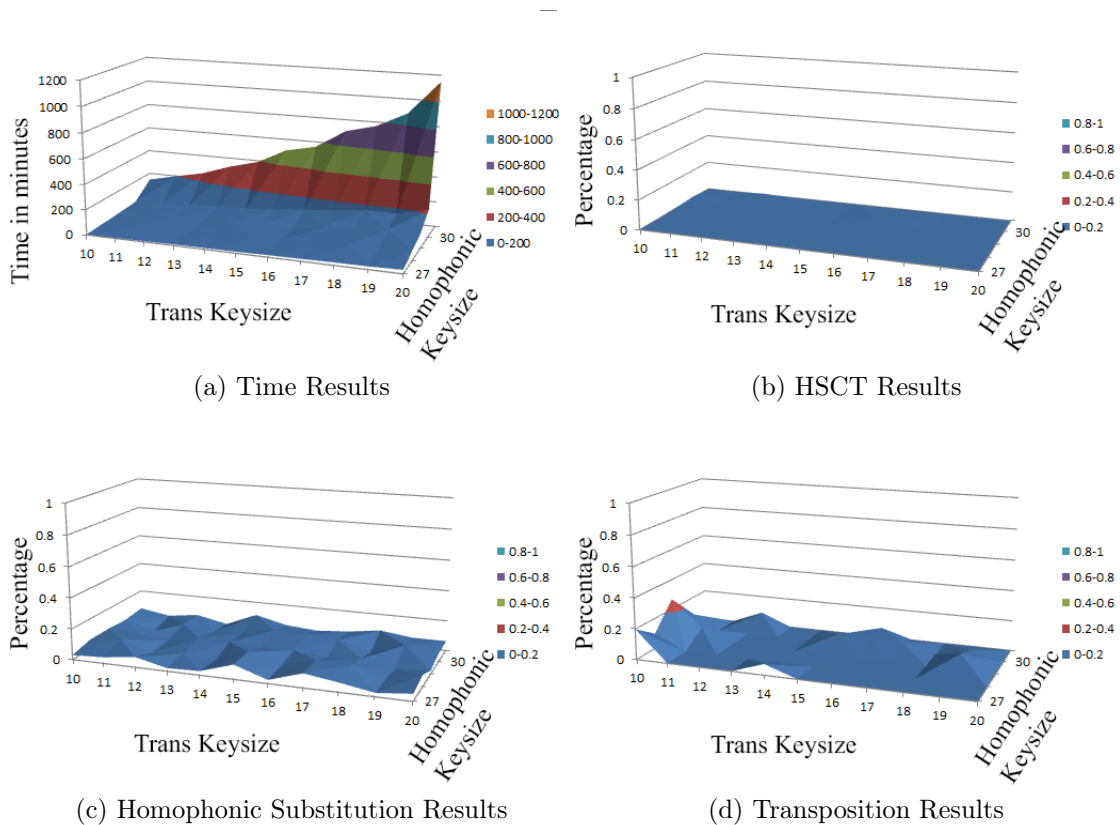 1200
1000
800
600
400
200
0
Time in minutes
10 11 12 13 14 15 16 17 18 19 20
27
30
Trans Keysize
Homophonic
Keysize
1000-1200
800-1000
600-800
400-600
200-400
0-200
(a) Time Results
1
0.8
0.6
0.4
0.2
0
Percentage
10 11 12 13 14 15 16 17 18 19 20
27
30
Trans Keysize
Homophonic
Keysize
0.8-1
0.6-0.8
0.4-0.6
0.2-0.4
0-0.2
(b) HSCT Results
1
0.8
0.6
0.4
0.2
0
Percentage
10 11 12 13 14 15 16 17 18 19 20
27
30
Trans Keysize
Homophonic
Keysize
0.8-1
0.6-0.8
0.4-0.6
0.2-0.4
0-0.2
(c) Homophonic Substitution Results
1
0.8
0.6
0.4
0.2
0
Percentage
10 11 12 13 14 15 16 17 18 19 20
27
30
Trans Keysize
Homophonic
Keysize
0.8-1
0.6-0.8
0.4-0.6
0.2-0.4
0-0.2
(d) Transposition Results